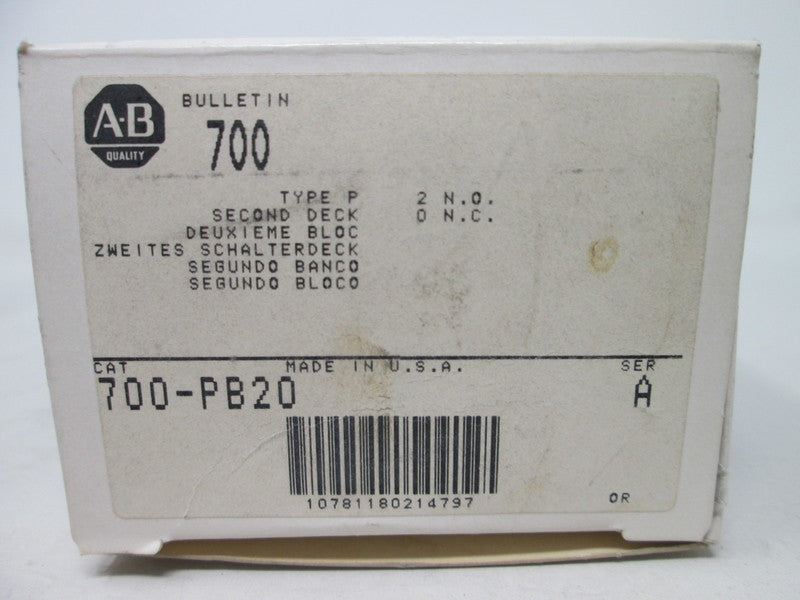 A-B
QUALITY
BULLETIN
700
TYPE P 2 N.O.
SECOND DECK 0 N.C.
DEUXIEME BLOC
ZWEITES SCHALTERDECK
SEGUNDO BANCO
SEGUNDO BLOCO
CAT MADE IN U.S.A. SER
700-PB20 A
10781180214797
OR